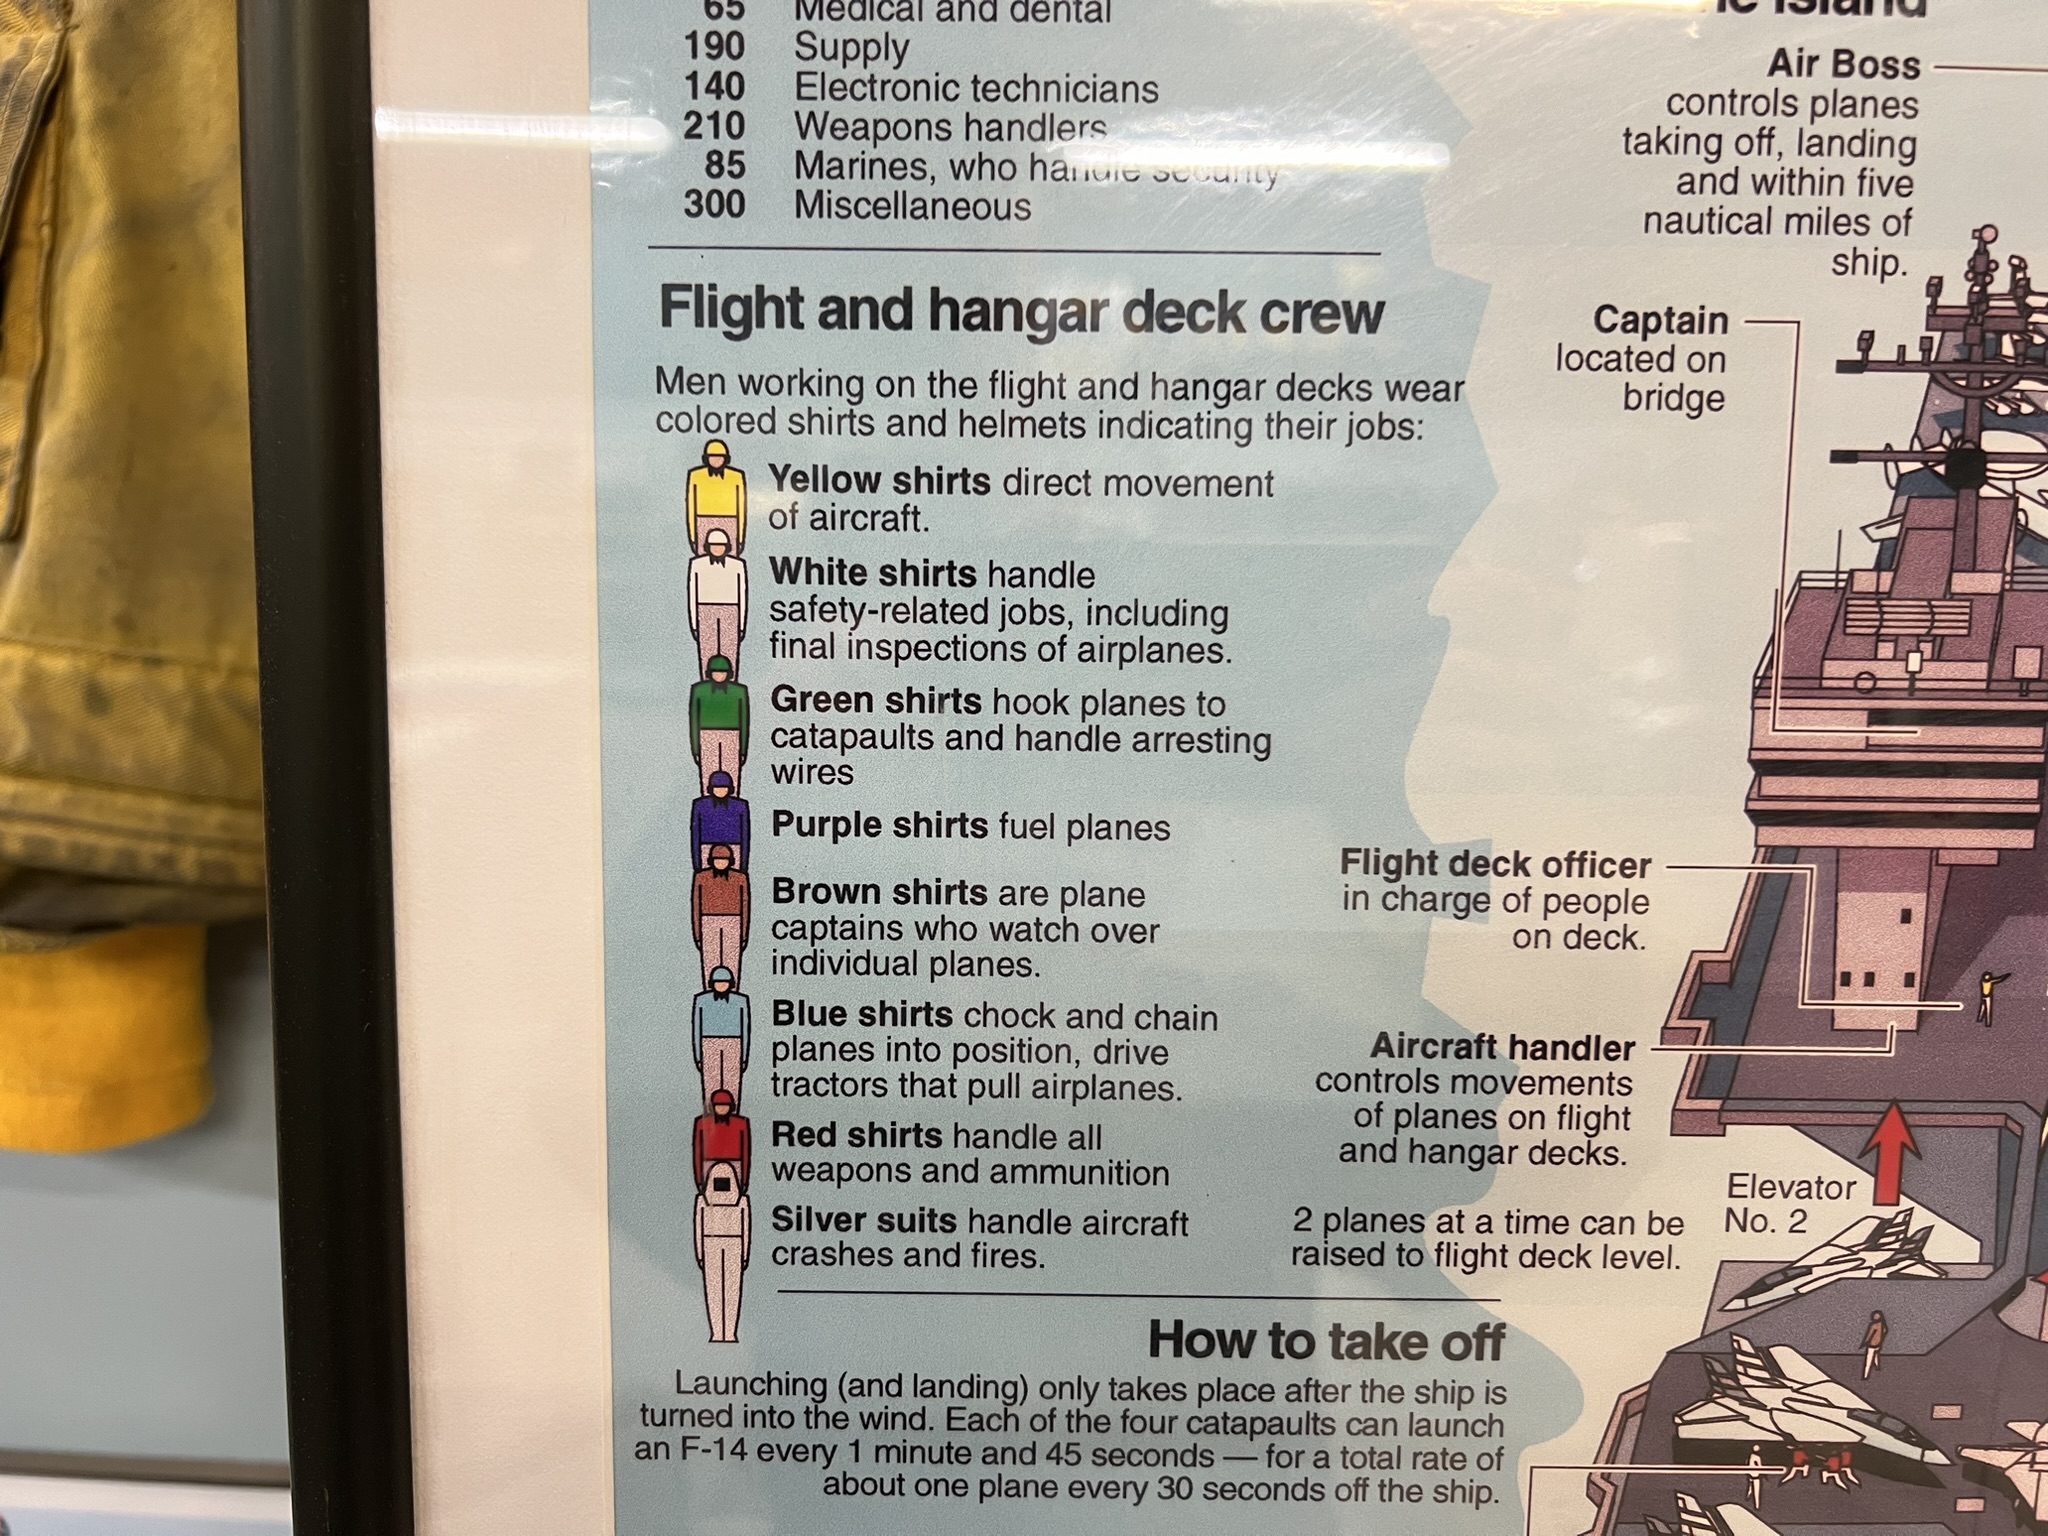 65 Medical and dental
190 Supply
140 Electronic technicians
210 Weapons handlers
85 Marines, who handle security
300 Miscellaneous
Flight and hangar deck crew
Men working on the flight and hangar decks wear
colored shirts and helmets indicating their jobs:
Yellow shirts direct movement
of aircraft.
White shirts handle
safety-related jobs, including
final inspections of airplanes.
Green shirts hook planes to
catapaults and handle arresting
wires
Purple shirts fuel planes
Brown shirts are plane
captains who watch over
individual planes.
Blue shirts chock and chain
planes into position, drive
tractors that pull airplanes.
Red shirts handle all
weapons and ammunition
Silver suits handle aircraft
crashes and fires.
How to take off
Launching (and landing) only takes place after the ship is
turned into the wind. Each of the four catapaults can launch
an F-14 every 1 minute and 45 seconds — for a total rate of
about one plane every 30 seconds off the ship.
Island
Air Boss
controls planes
taking off, landing
and within five
nautical miles of
ship.
Captain
located on
bridge
Flight deck officer
in charge of people
on deck.
Aircraft handler
controls movements
of planes on flight
and hangar decks.
Elevator
No. 2
2 planes at a time can be
raised to flight deck level.